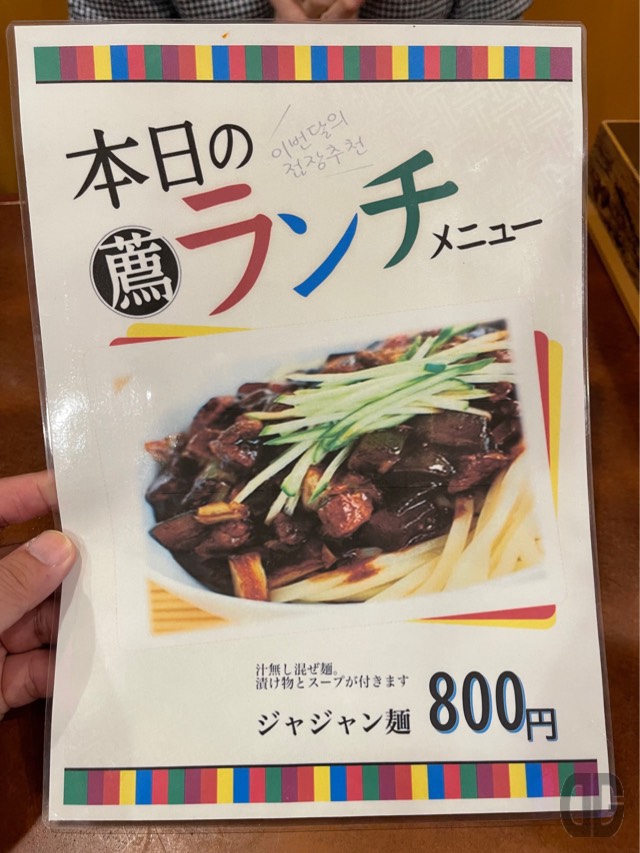 本日の
이번달의
점장추천
薦
ランチ
メニュー
汁無し混ぜ麺。
漬け物とスープが付きます
ジャジャン麺 800円